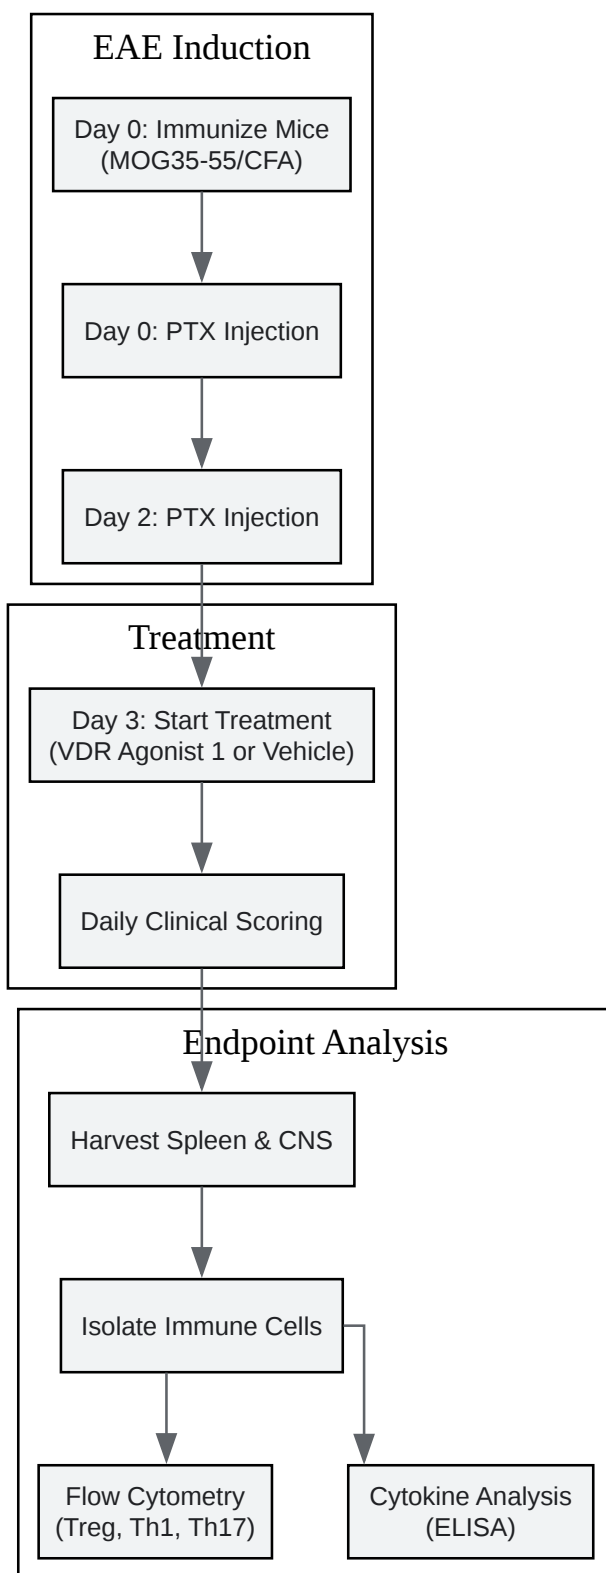 EAE Induction
Day 0: Immunize Mice
(MOG35-55/CFA)
Day 0: PTX Injection
Day 2: PTX Injection
Treatment
Day 3: Start Treatment
(VDR Agonist 1 or Vehicle)
Daily Clinical Scoring
Endpoint Analysis
Harvest Spleen & CNS
Isolate Immune Cells
Flow Cytometry
(Treg, Th1, Th17)
Cytokine Analysis
(ELISA)